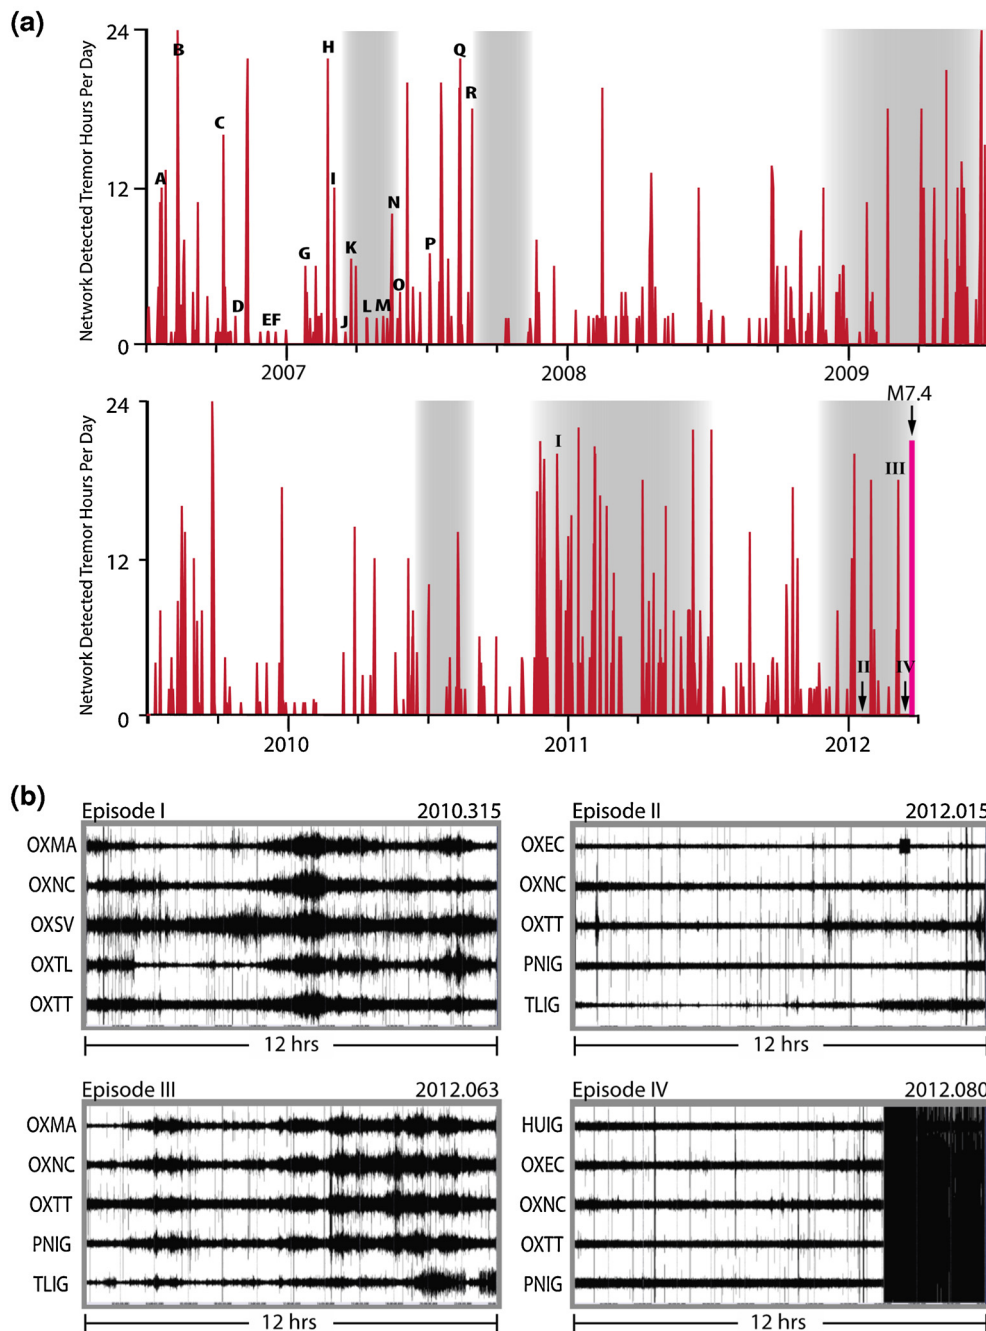 (a)
Network Detected Tremor Hours Per Day
24
12
0
A
B
C
D
EF
G
H
I
J
K
L
M
N
O
P
Q
R
2007
2008
2009
Network Detected Tremor Hours Per Day
24
12
0
M7.4
I
II
III
IV
2010
2011
2012
(b)
Episode I 2010.315
OXMA
OXNC
OXSV
OXTL
OXTT
12 hrs
Episode II 2012.015
OXEC
OXNC
OXTT
PNIG
TLIG
12 hrs
Episode III 2012.063
OXMA
OXNC
OXTT
PNIG
TLIG
12 hrs
Episode IV 2012.080
HUIG
OXEC
OXNC
OXTT
PNIG
12 hrs